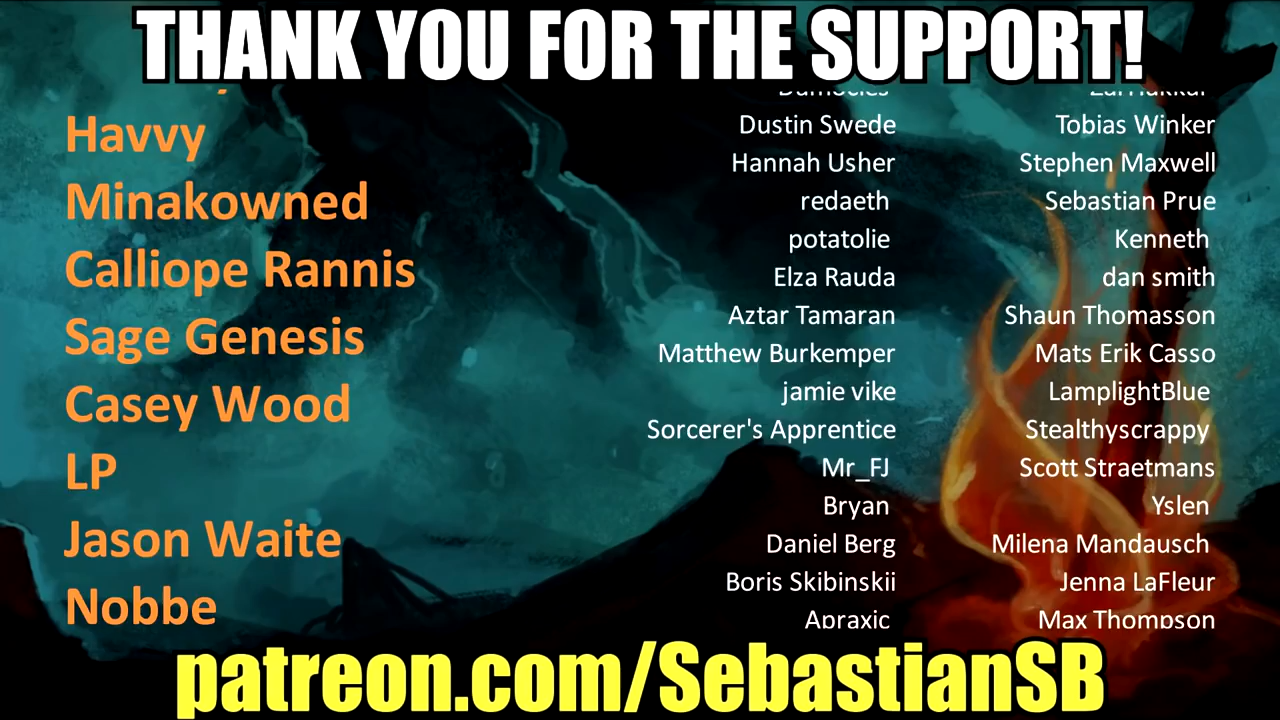 THANK YOU FOR THE SUPPORT!
Havvy
Minakowned
Calliope Rannis
Sage Genesis
Casey Wood
LP
Jason Waite
Nobbe
Dustin Swede
Hannah Usher
redaeth
potatolie
Elza Rauda
Aztar Tamaran
Matthew Burkemper
jamie vike
Sorcerer's Apprentice
Mr_FJ
Bryan
Daniel Berg
Boris Skibinskii
Apraxic
Tobias Winker
Stephen Maxwell
Sebastian Prue
Kenneth
dan smith
Shaun Thomasson
Mats Erik Casso
LamplightBlue
Stealthyscrappy
Scott Straetmans
Yslen
Milena Mandausch
Jenna LaFleur
Max Thompson
patreon.com/SebastianSB